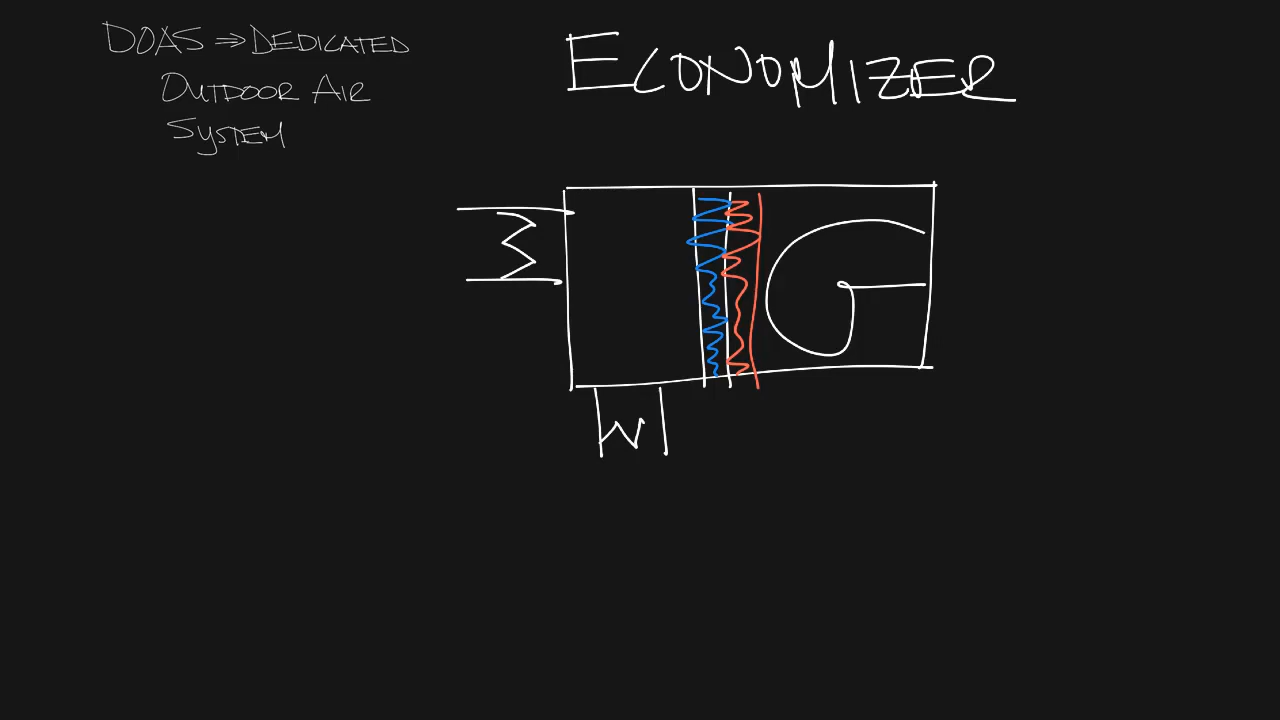 DOAS ⇒ DEDICATED
OUTDOOR AIR
SYSTEM
ECONOMIZER